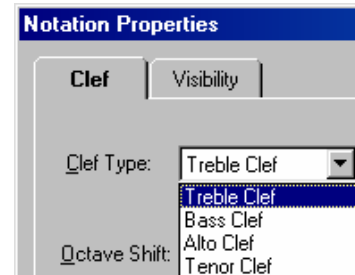 Notation Properties
Clef Visibility
Clef Type: Treble Clef
Treble Clef
Bass Clef
Alto Clef
Octave Shift: Tenor Clef